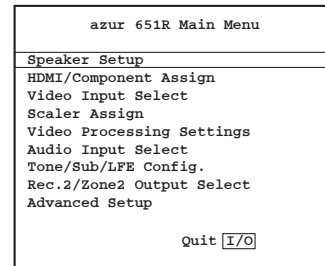 azur 651R Main Menu
Speaker Setup
HDMI/Component Assign
Video Input Select
Scaler Assign
Video Processing Settings
Audio Input Select
Tone/Sub/LFE Config.
Rec.2/Zone2 Output Select
Advanced Setup
Quit I/O